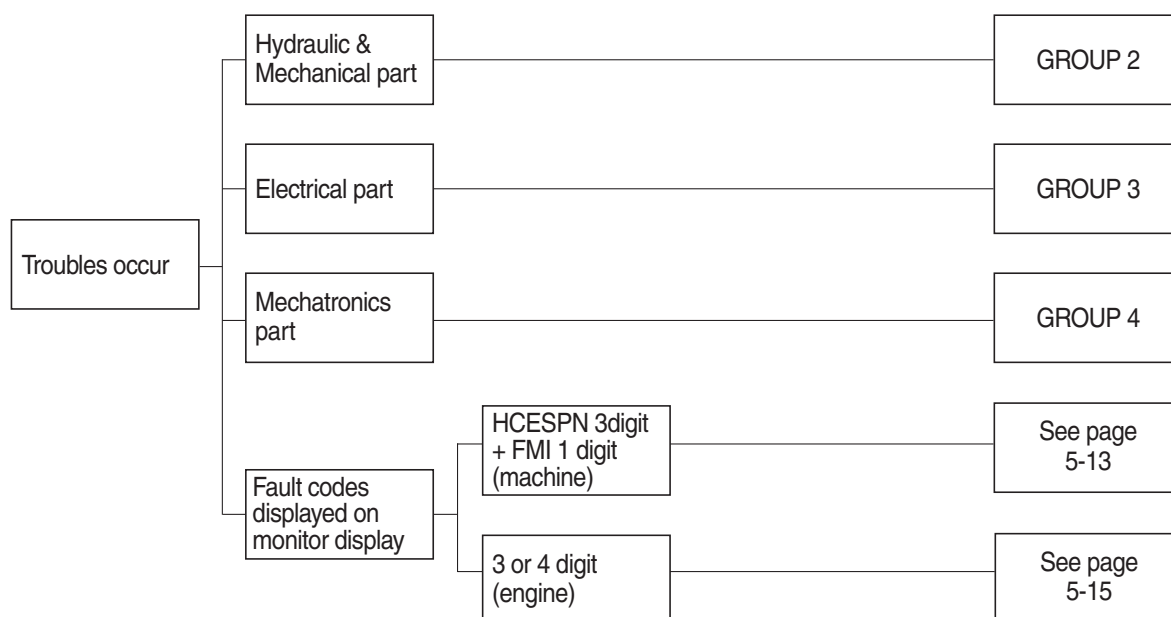 Troubles occur
Hydraulic &
Mechanical part
GROUP 2
Electrical part
GROUP 3
Mechatronics
part
GROUP 4
Fault codes
displayed on
monitor display
HCESPN 3digit
+ FMI 1 digit
(machine)
See page
5-13
3 or 4 digit
(engine)
See page
5-15